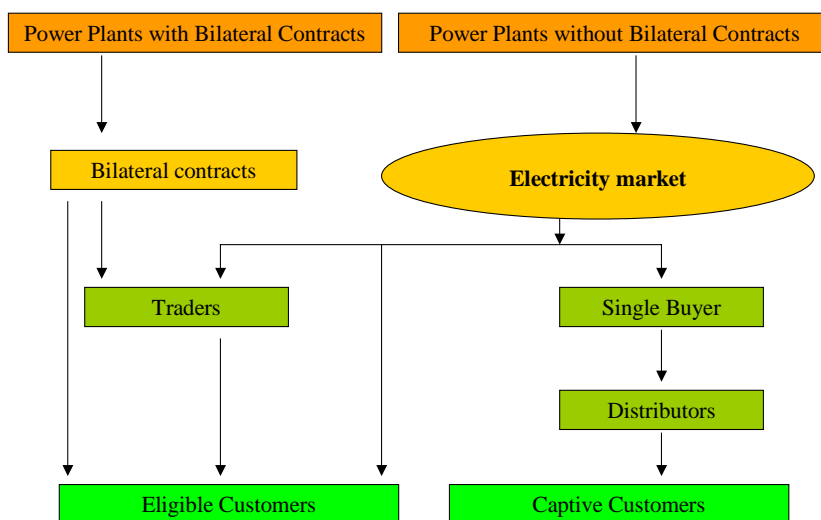 Power Plants with Bilateral Contracts
Power Plants without Bilateral Contracts
Bilateral contracts
Electricity market
Traders
Single Buyer
Distributors
Eligible Customers
Captive Customers